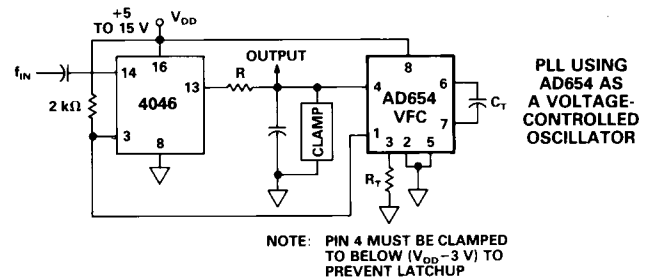 +5
TO 15 V
V_DD
f_IN
14
16
13
4046
3
8
2 kΩ
R
OUTPUT
CLAMP
4
8
6
AD654
VFC
7
1
3
2
5
C_T
R_T
PLL USING
AD654 AS
A VOLTAGE-
CONTROLLED
OSCILLATOR
NOTE: PIN 4 MUST BE CLAMPED
TO BELOW (V_DD–3 V) TO
PREVENT LATCHUP